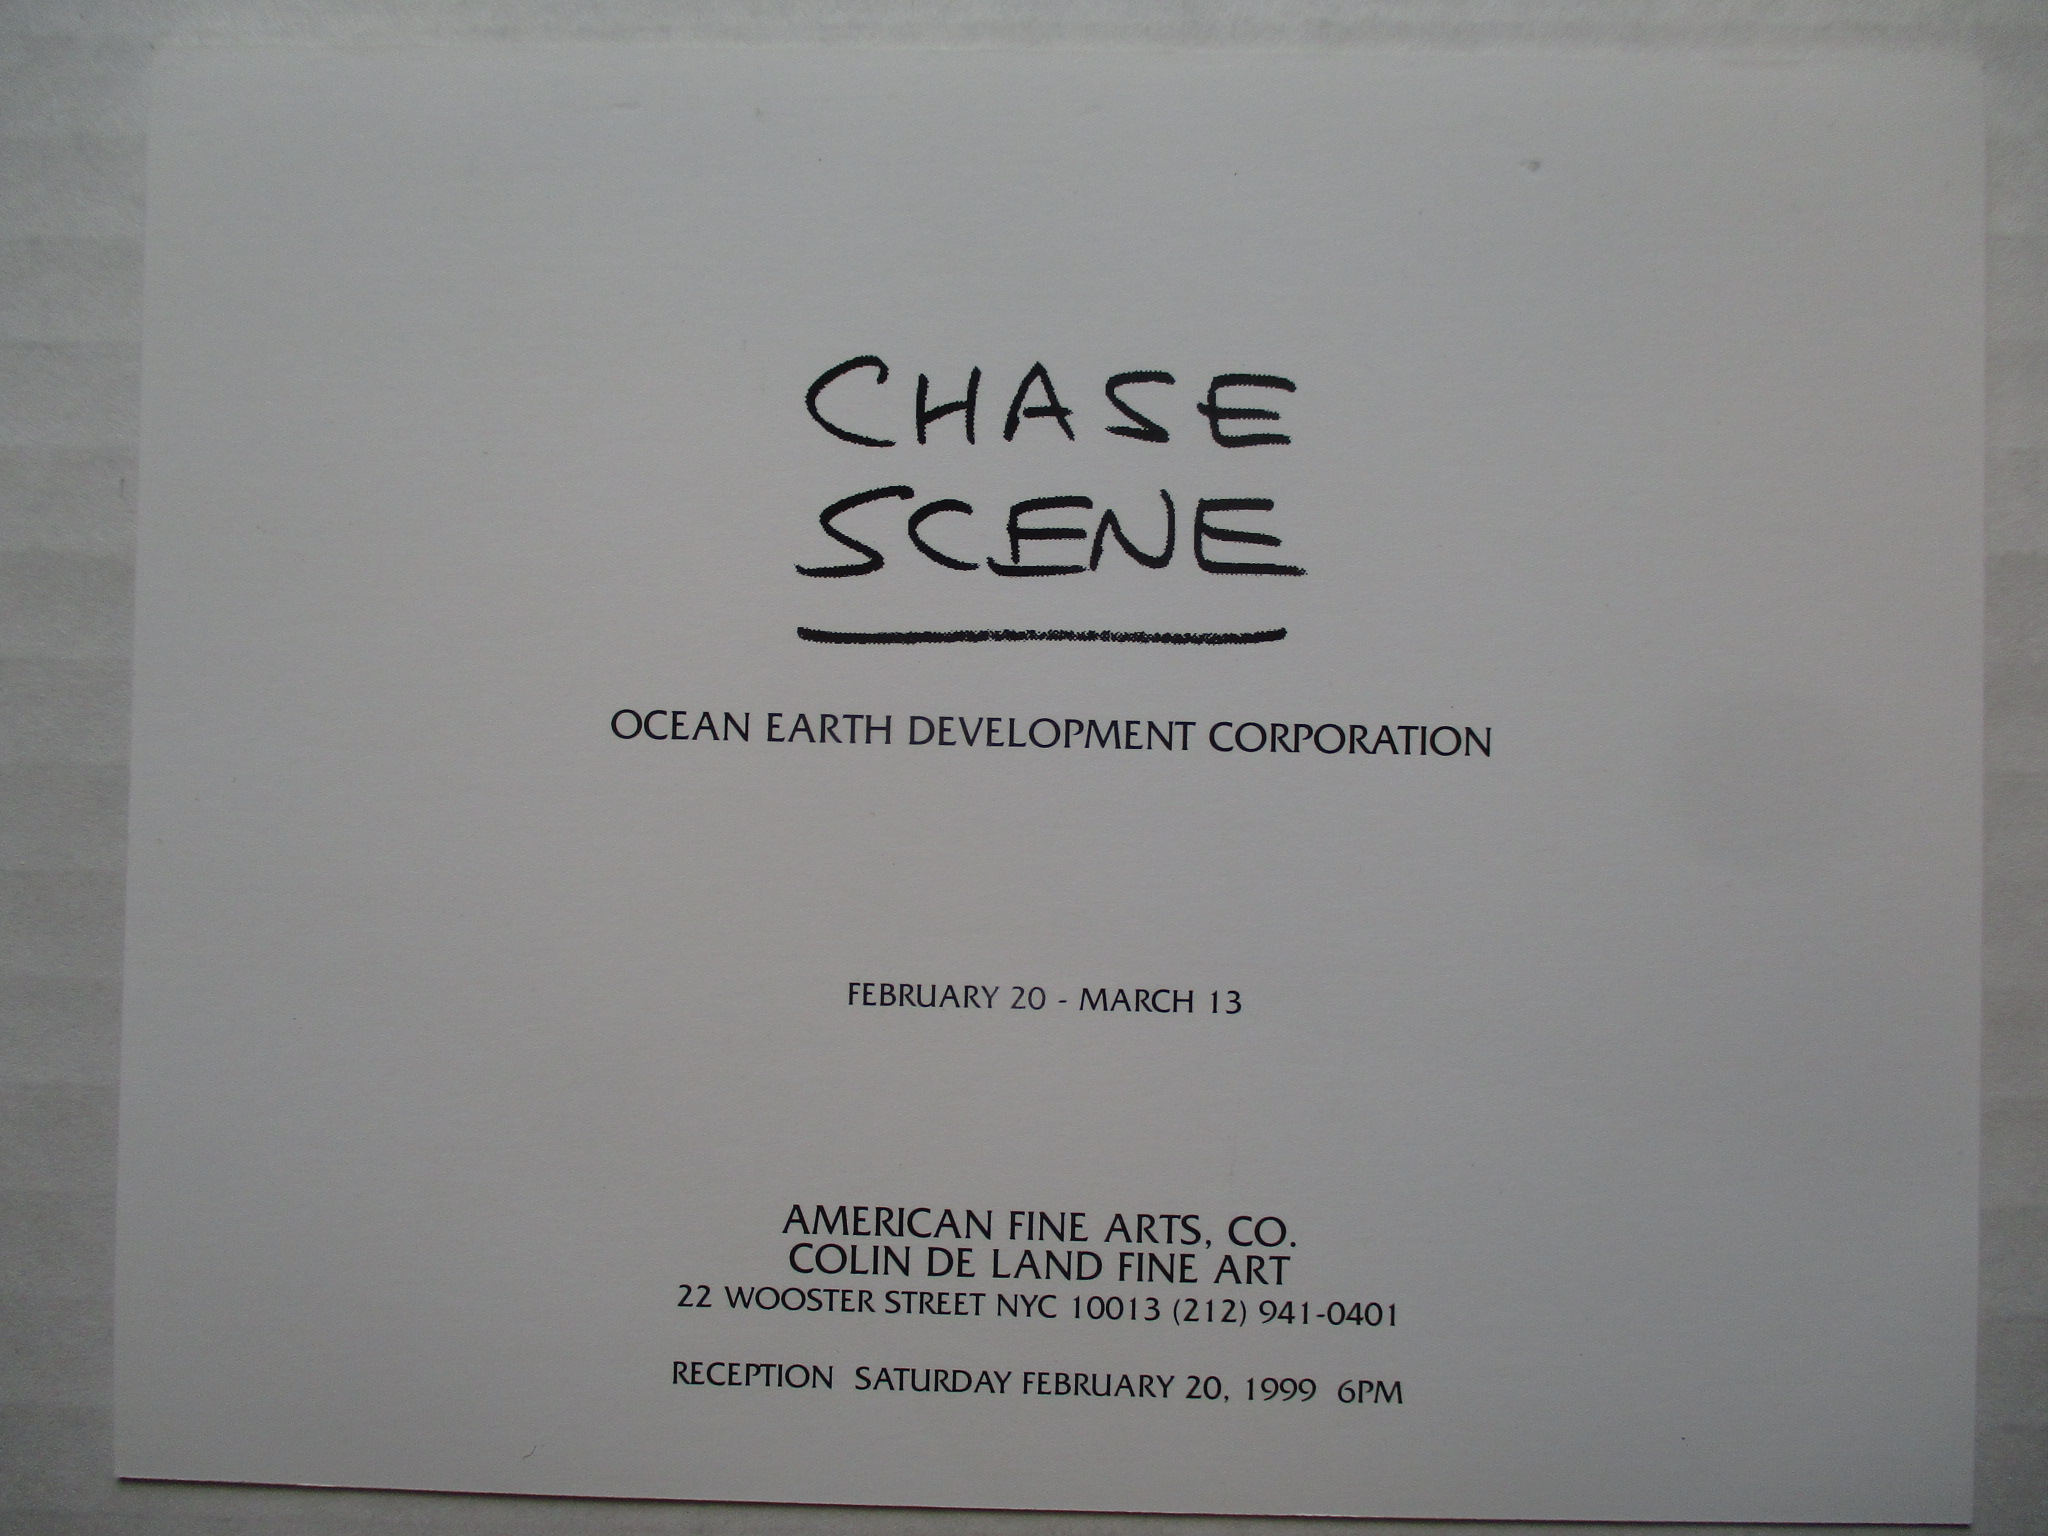 CHASE
SCENE
OCEAN EARTH DEVELOPMENT CORPORATION
FEBRUARY 20 - MARCH 13
AMERICAN FINE ARTS, CO.
COLIN DE LAND FINE ART
22 WOOSTER STREET NYC 10013 (212) 941-0401
RECEPTION SATURDAY FEBRUARY 20, 1999 6PM